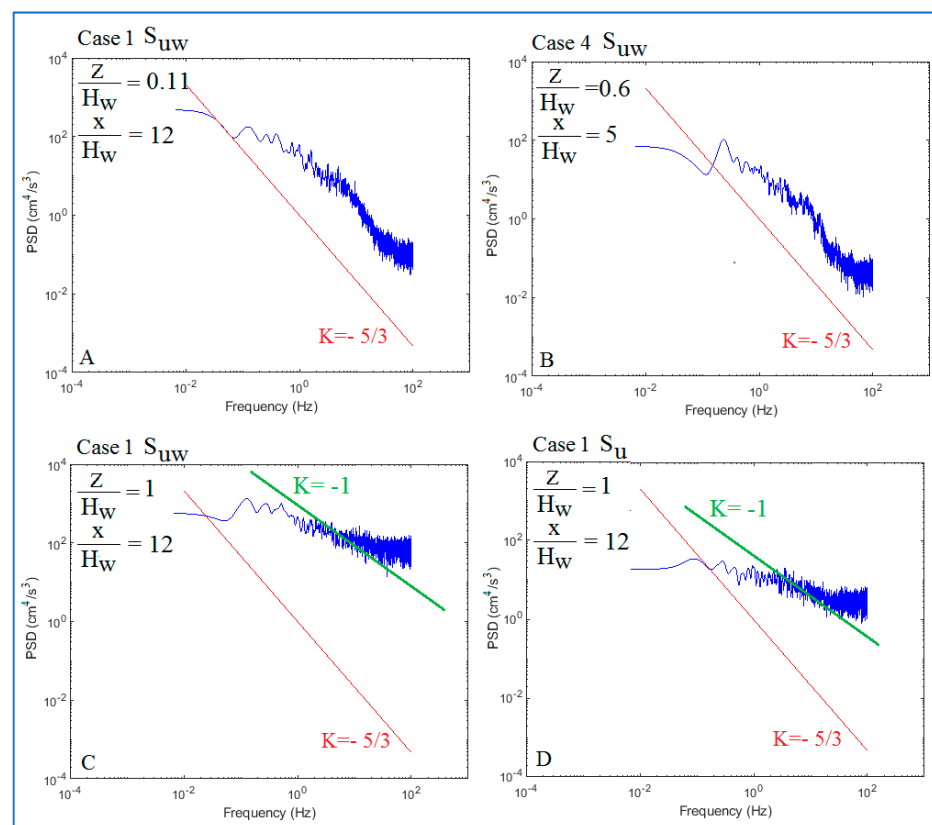 Case 1 S_uw
Z/H_w = 0.11
x/H_w = 12
10^4
10^2
10^0
10^-2
10^-4
PSD (cm^4/s^3)
K=- 5/3
A
10^-4
10^-2
10^0
10^2
Frequency (Hz)
Case 4 S_uw
Z/H_w =0.6
x/H_w = 5
10^4
10^2
10^0
10^-2
10^-4
PSD (cm^4/s^3)
K=- 5/3
B
10^-4
10^-2
10^0
10^2
Frequency (Hz)
Case 1 S_uw
Z/H_w = 1
x/H_w = 12
10^4
10^2
10^0
10^-2
10^-4
PSD (cm^4/s^3)
K= -1
K=- 5/3
C
10^-4
10^-2
10^0
10^2
Frequency (Hz)
Case 1 S_u
Z/H_w = 1
x/H_w = 12
10^4
10^2
10^0
10^-2
10^-4
PSD (cm^4/s^3)
K= -1
K=- 5/3
D
10^-4
10^-2
10^0
10^2
Frequency (Hz)